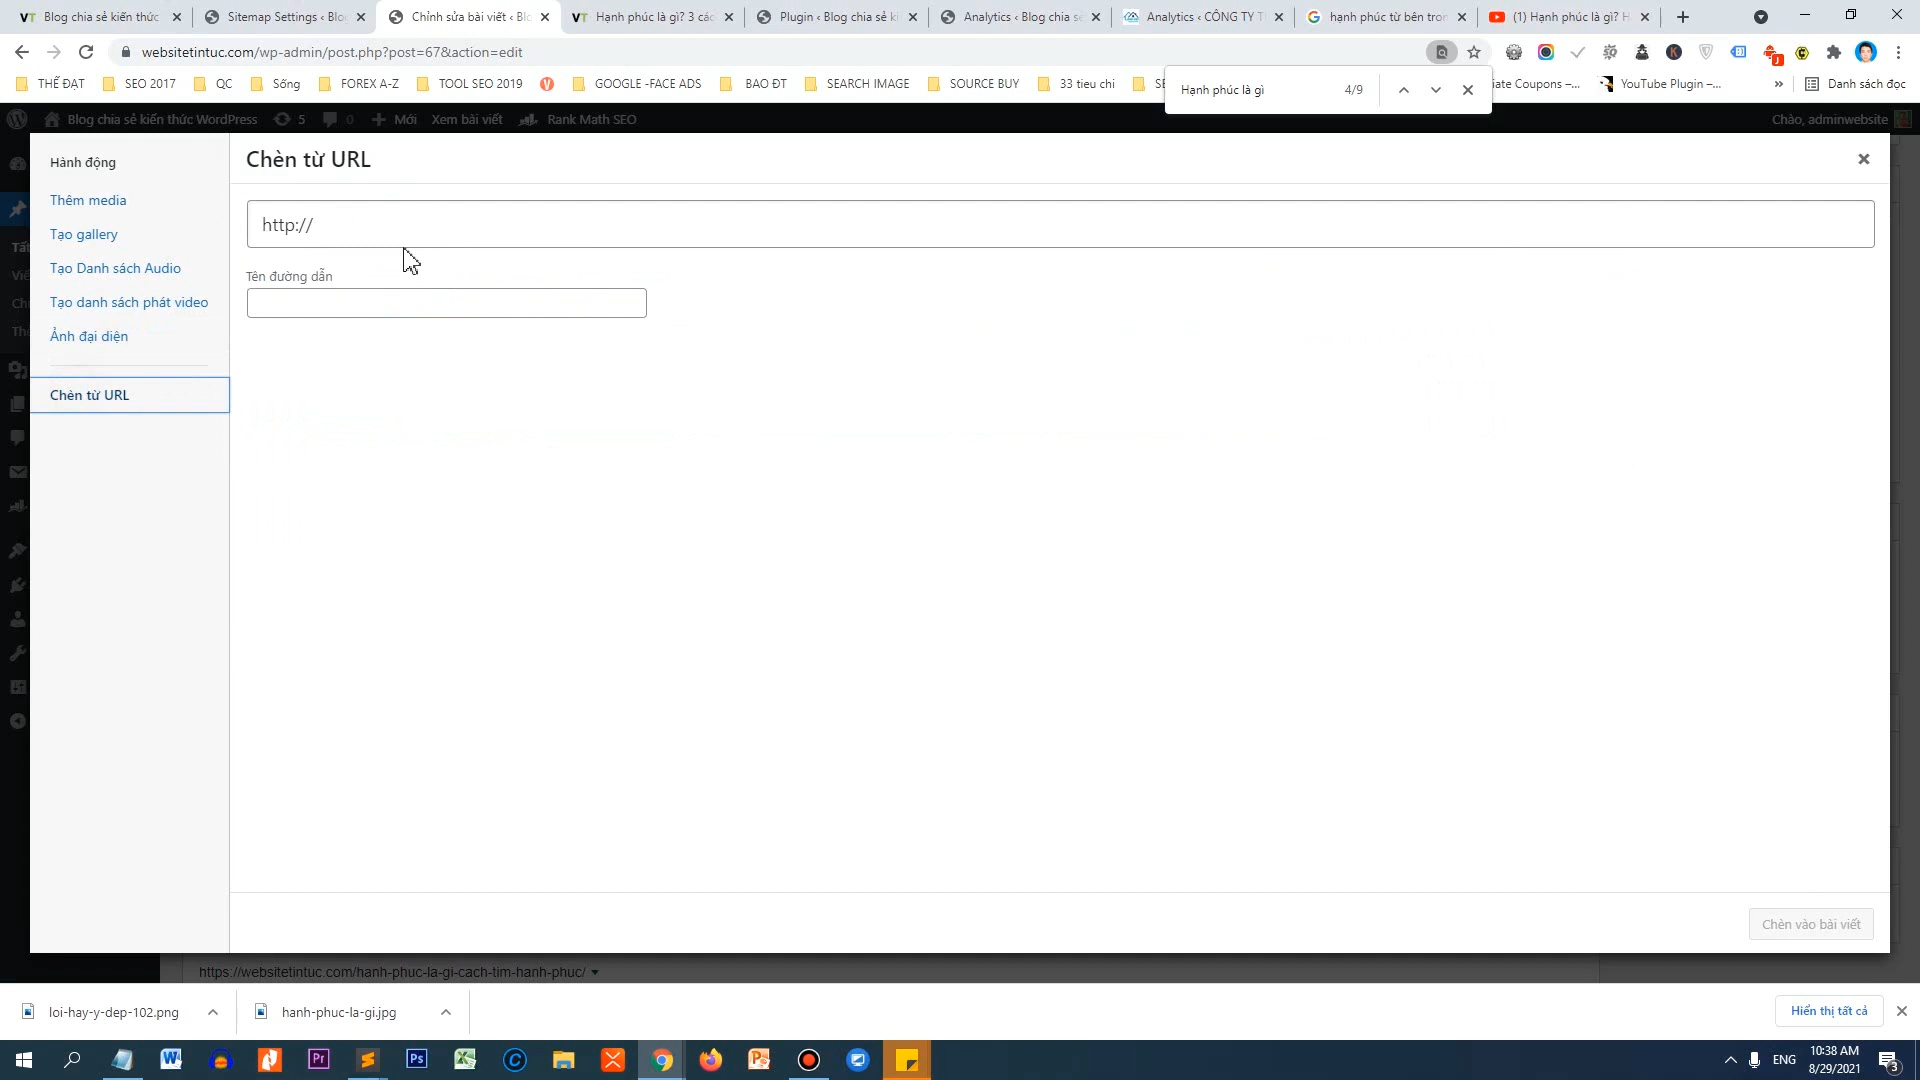 Blog chia sẻ kiến thức
Sitemap Settings ‹ Blo
Chỉnh sửa bài viết ‹ Blo
Hạnh phúc là gì? 3 các
Plugin ‹ Blog chia sẻ ki
Analytics ‹ Blog chia sẻ
Analytics ‹ CÔNG TY T
hạnh phúc từ bên tron
(1) Hạnh phúc là gì? H
websitetintuc.com/wp-admin/post.php?post=67&action=edit
THẾ ĐẠT
SEO 2017
QC
Sống
FOREX A-Z
TOOL SEO 2019
GOOGLE -FACE ADS
BAO ĐT
SEARCH IMAGE
SOURCE BUY
33 tieu chi
SE
iate Coupons –...
YouTube Plugin –...
»
Danh sách đọc
Hạnh phúc là gì
4/9
Blog chia sẻ kiến thức WordPress
5
0
Mới
Xem bài viết
Rank Math SEO
Chào, adminwebsite
Hành động
Thêm media
Tạo gallery
Tạo Danh sách Audio
Tạo danh sách phát video
Ảnh đại diện
Chèn từ URL
Chèn từ URL
http://
Tên đường dẫn
Chèn vào bài viết
https://websitetintuc.com/hanh-phuc-la-gi-cach-tim-hanh-phuc/
loi-hay-y-dep-102.png
hanh-phuc-la-gi.jpg
Hiển thị tất cả
ENG
10:38 AM
8/29/2021
3